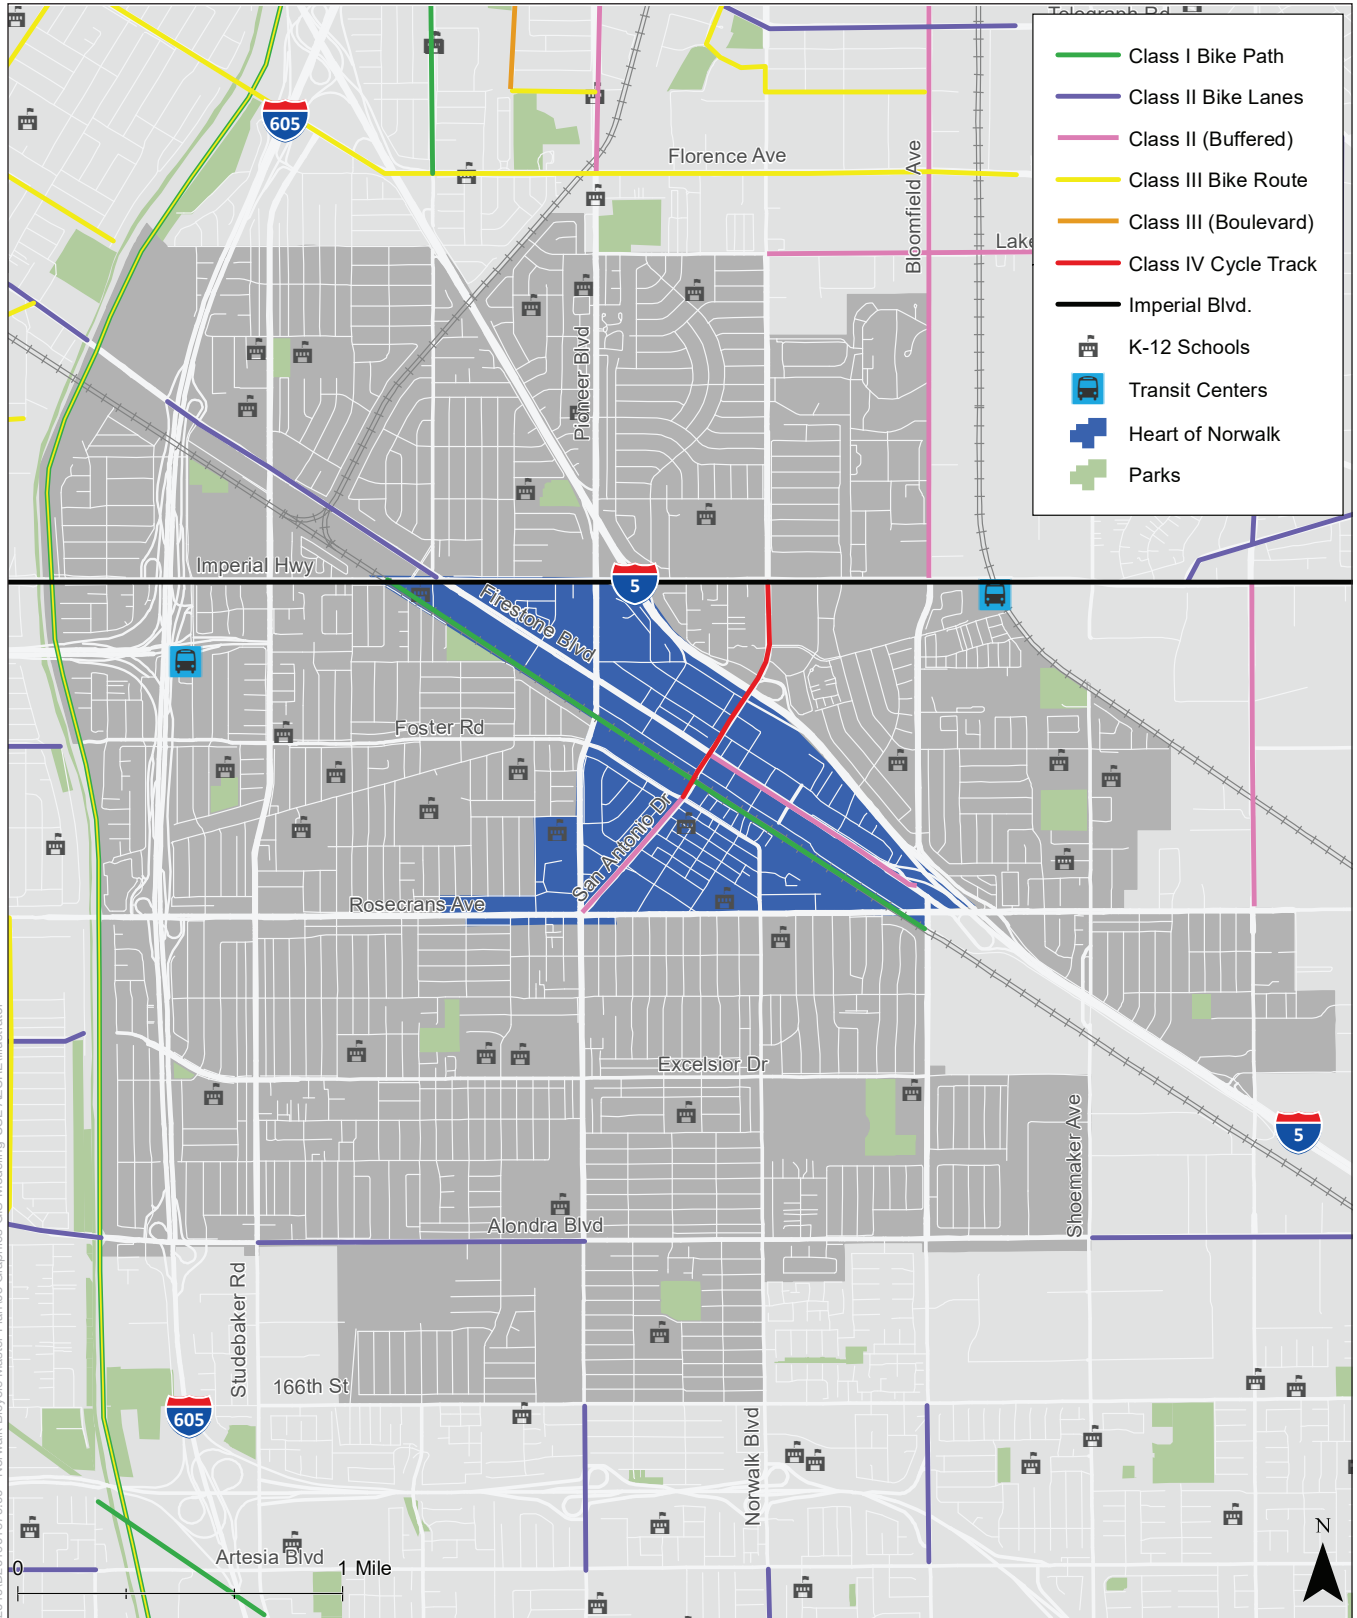 Telegraph Rd
Class I Bike Path
Class II Bike Lanes
Class II (Buffered)
Class III Bike Route
Class III (Boulevard)
Class IV Cycle Track
Imperial Blvd.
K-12 Schools
Transit Centers
Heart of Norwalk
Parks
605
Florence Ave
Bloomfield Ave
Lake
Pioneer Blvd
Imperial Hwy
5
Firestone Blvd
Foster Rd
San Antonio Dr
Rosecrans Ave
Excelsior Dr
Shoemaker Ave
5
Alondra Blvd
Studebaker Rd
166th St
605
Norwalk Blvd
N
Artesia Blvd
0 1 Mile